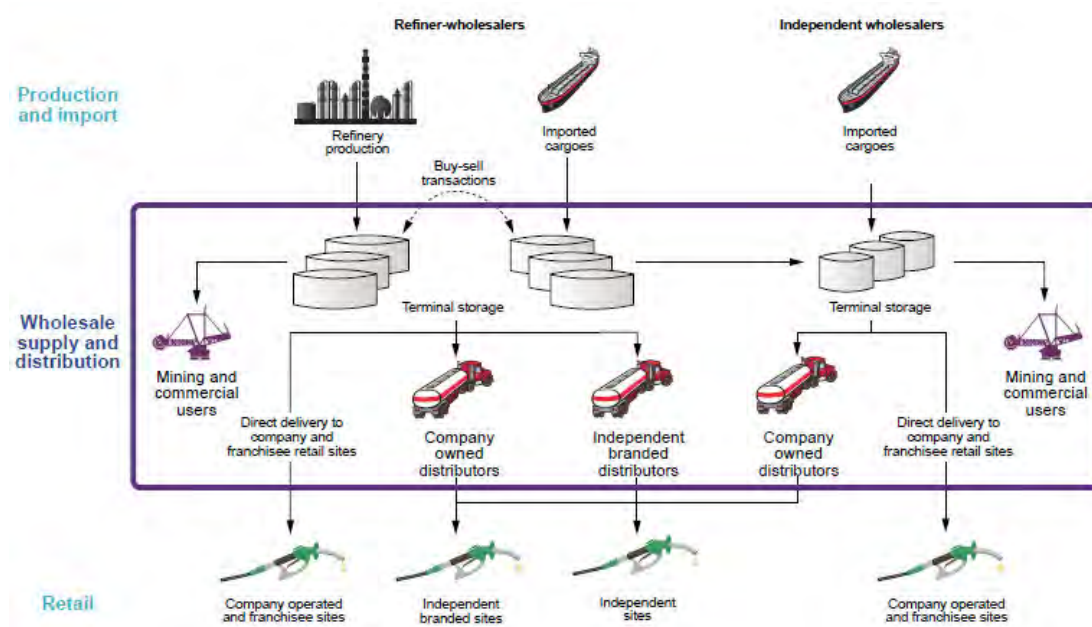 Refiner-wholesalers
Independent wholesalers
Production
and import
Refinery
production
Imported
cargoes
Imported
cargoes
Buy-sell
transactions
Terminal storage
Terminal storage
Wholesale
supply and
distribution
Mining and
commercial
users
Mining and
commercial
users
Direct delivery to
company and
franchisee retail sites
Company
owned
distributors
Independent
branded
distributors
Company
owned
distributors
Direct delivery to
company and
franchisee retail sites
Retail
Company operated
and franchisee sites
Independent
branded sites
Independent
sites
Company operated
and franchisee sites